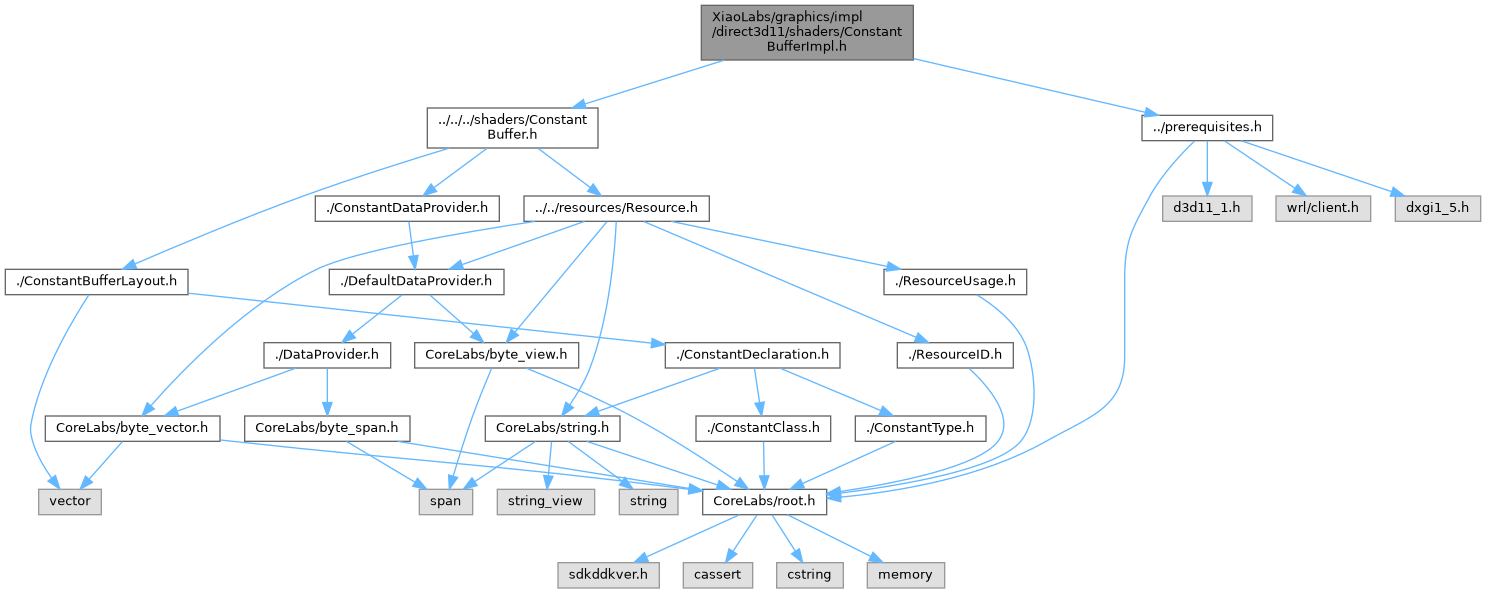 XiaoLabs/graphics/impl
/direct3d11/shaders/Constant
BufferImpl.h
../../../shaders/Constant
Buffer.h
../prerequisites.h
./ConstantDataProvider.h
../../resources/Resource.h
d3d11_1.h
wrl/client.h
dxgi1_5.h
./ConstantBufferLayout.h
./DefaultDataProvider.h
./ResourceUsage.h
./DataProvider.h
CoreLabs/byte_view.h
./ConstantDeclaration.h
./ResourceID.h
CoreLabs/byte_vector.h
CoreLabs/byte_span.h
CoreLabs/string.h
./ConstantClass.h
./ConstantType.h
vector
span
string_view
string
CoreLabs/root.h
sdkddkver.h
cassert
cstring
memory